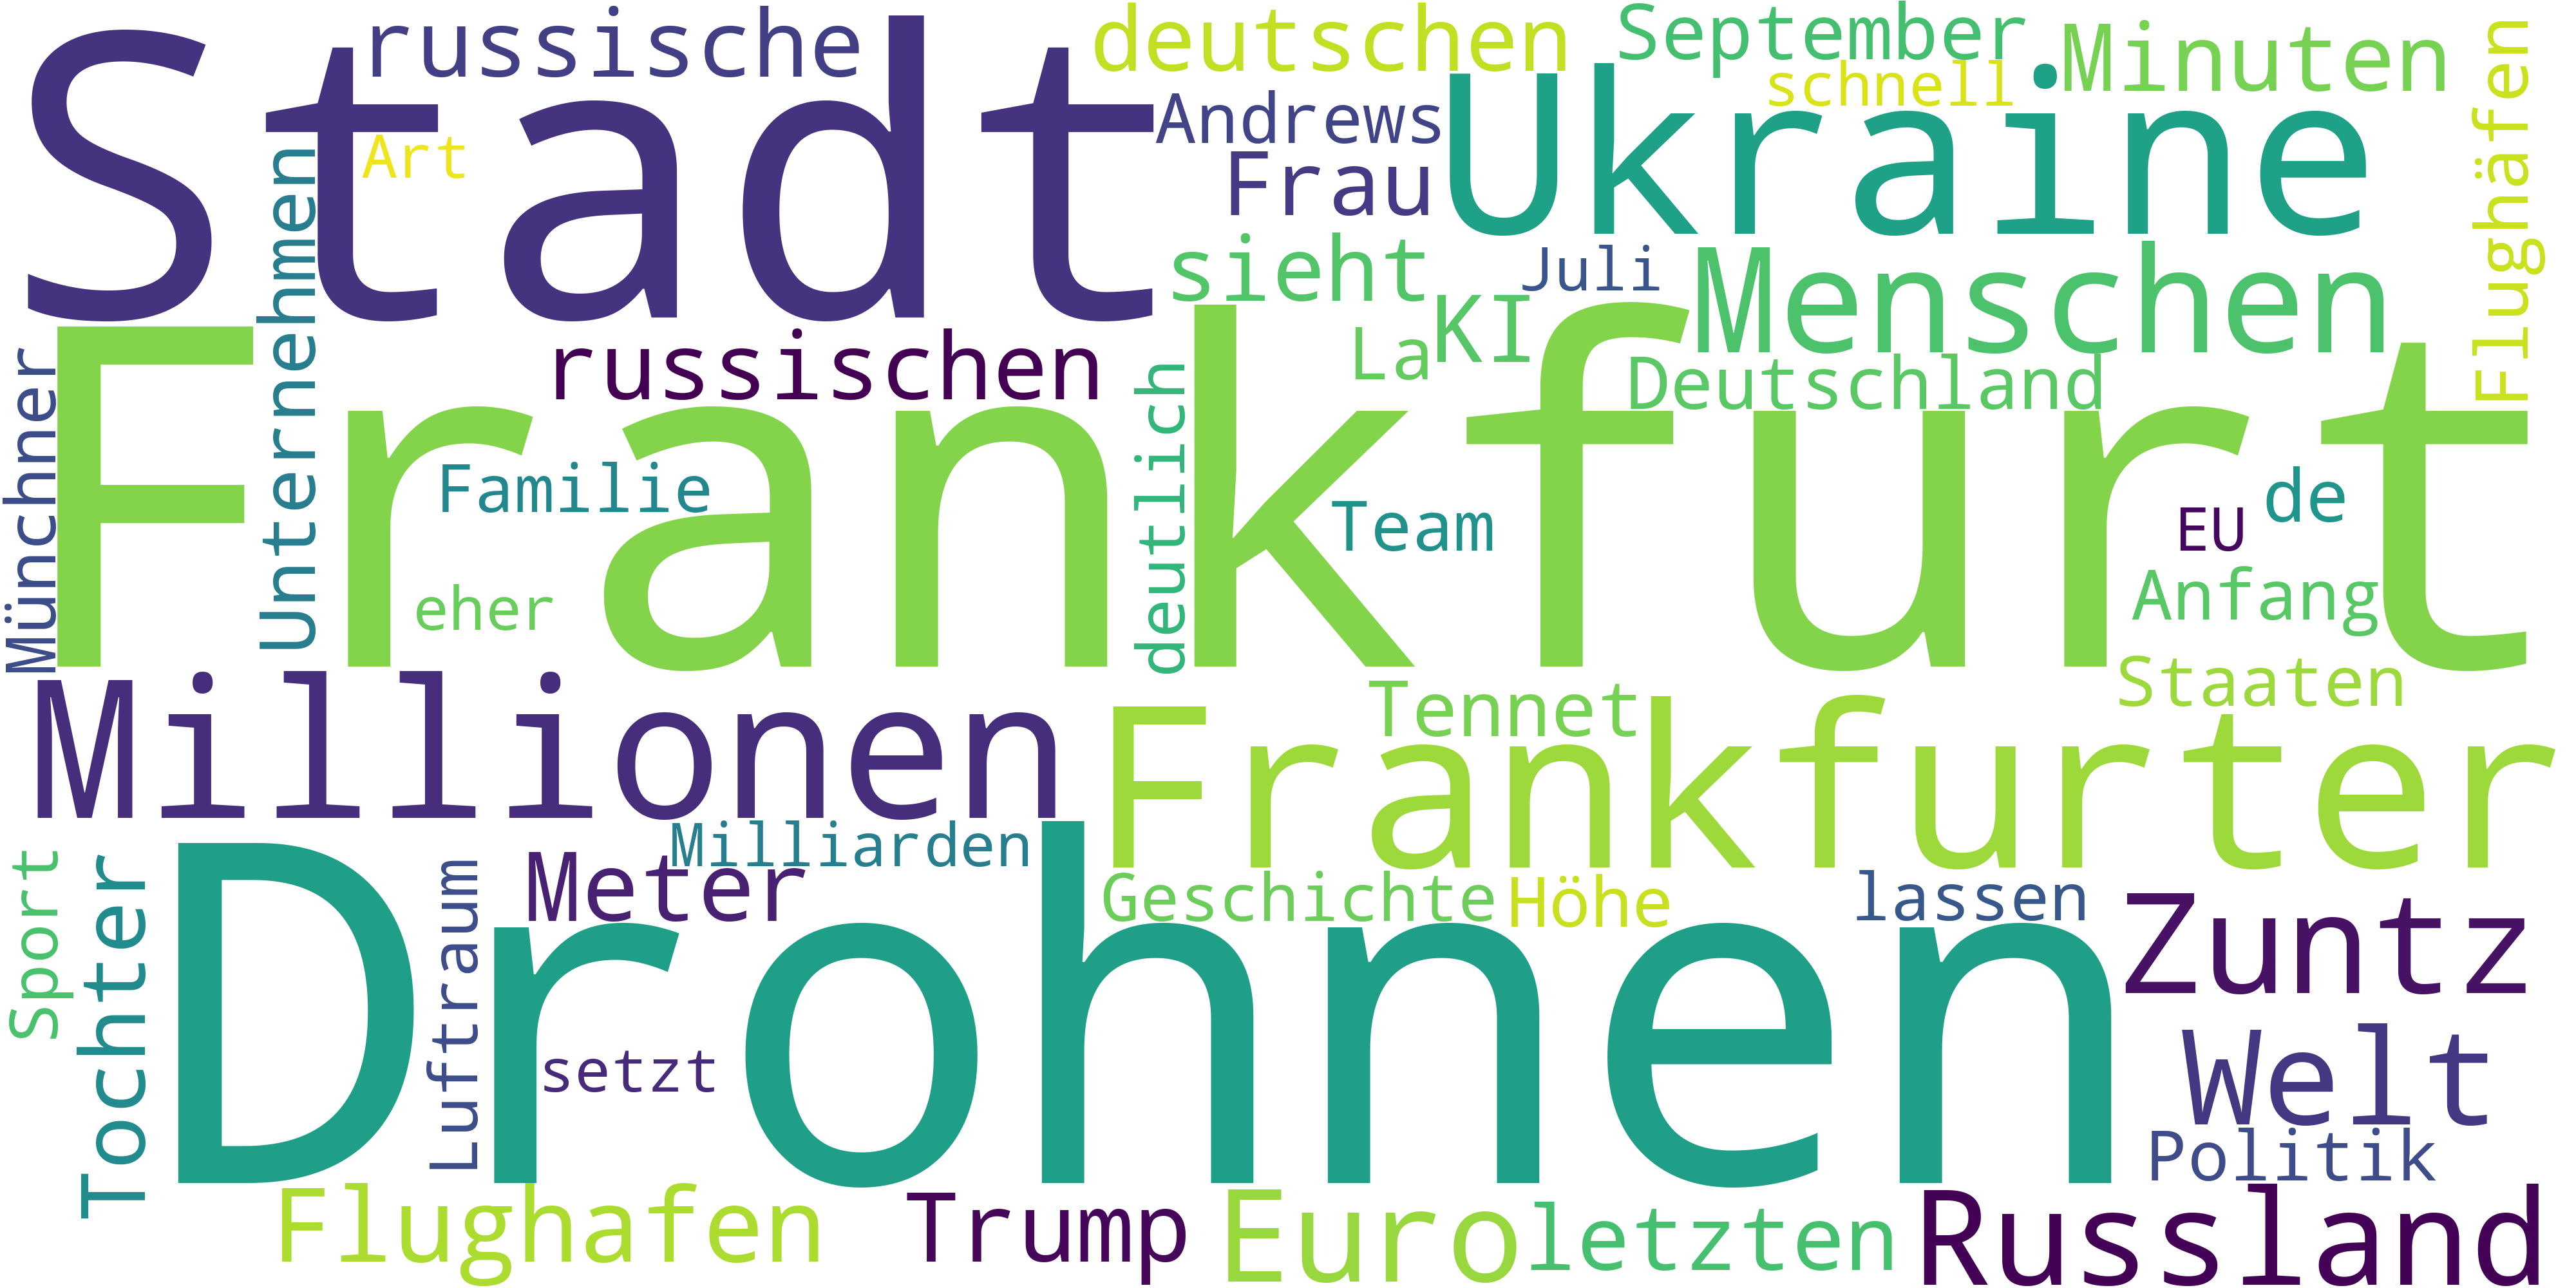 Stadt
russische
deutschen
September
Minuten
schnell
Flughäfen
Andrews
Ukraine
Art
Frau
Unternehmen
sieht
Juli
Menschen
KI
La
russischen
Deutschland
Münchner
Frankfurt
deutlich
Familie
Team
de
EU
eher
Anfang
Staaten
Millionen
Tennet
Frankfurter
Milliarden
Meter
Geschichte
Höhe
lassen
Zuntz
Sport
Tochter
Luftraum
Drohnen
setzt
Welt
Politik
Flughafen
Trump
Euro
letzten
Russland